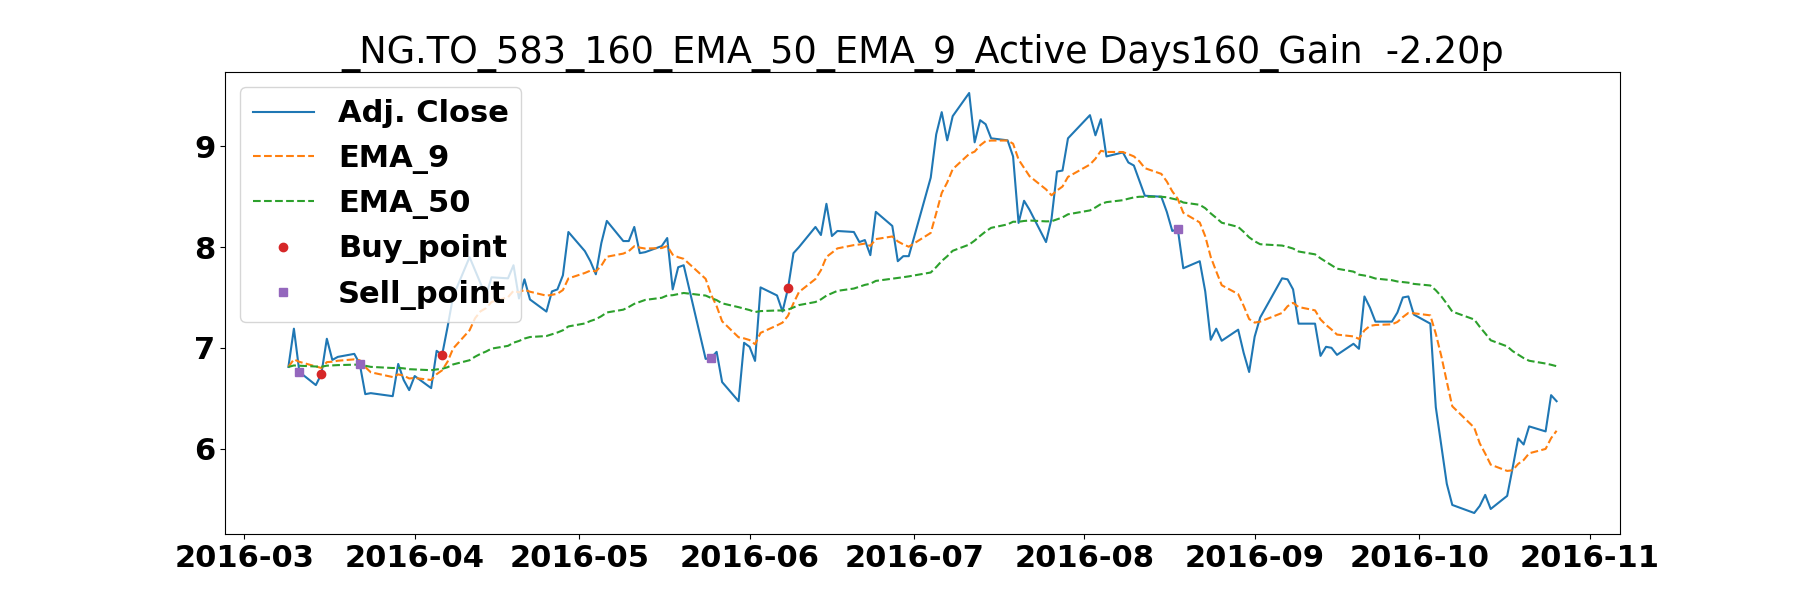 _NG.TO_583_160_EMA_50_EMA_9_Active Days160_Gain  -2.20p
Adj. Close
EMA_9
EMA_50
Buy_point
Sell_point
9
8
7
6
2016-03 2016-04 2016-05 2016-06 2016-07 2016-08 2016-09 2016-10 2016-11